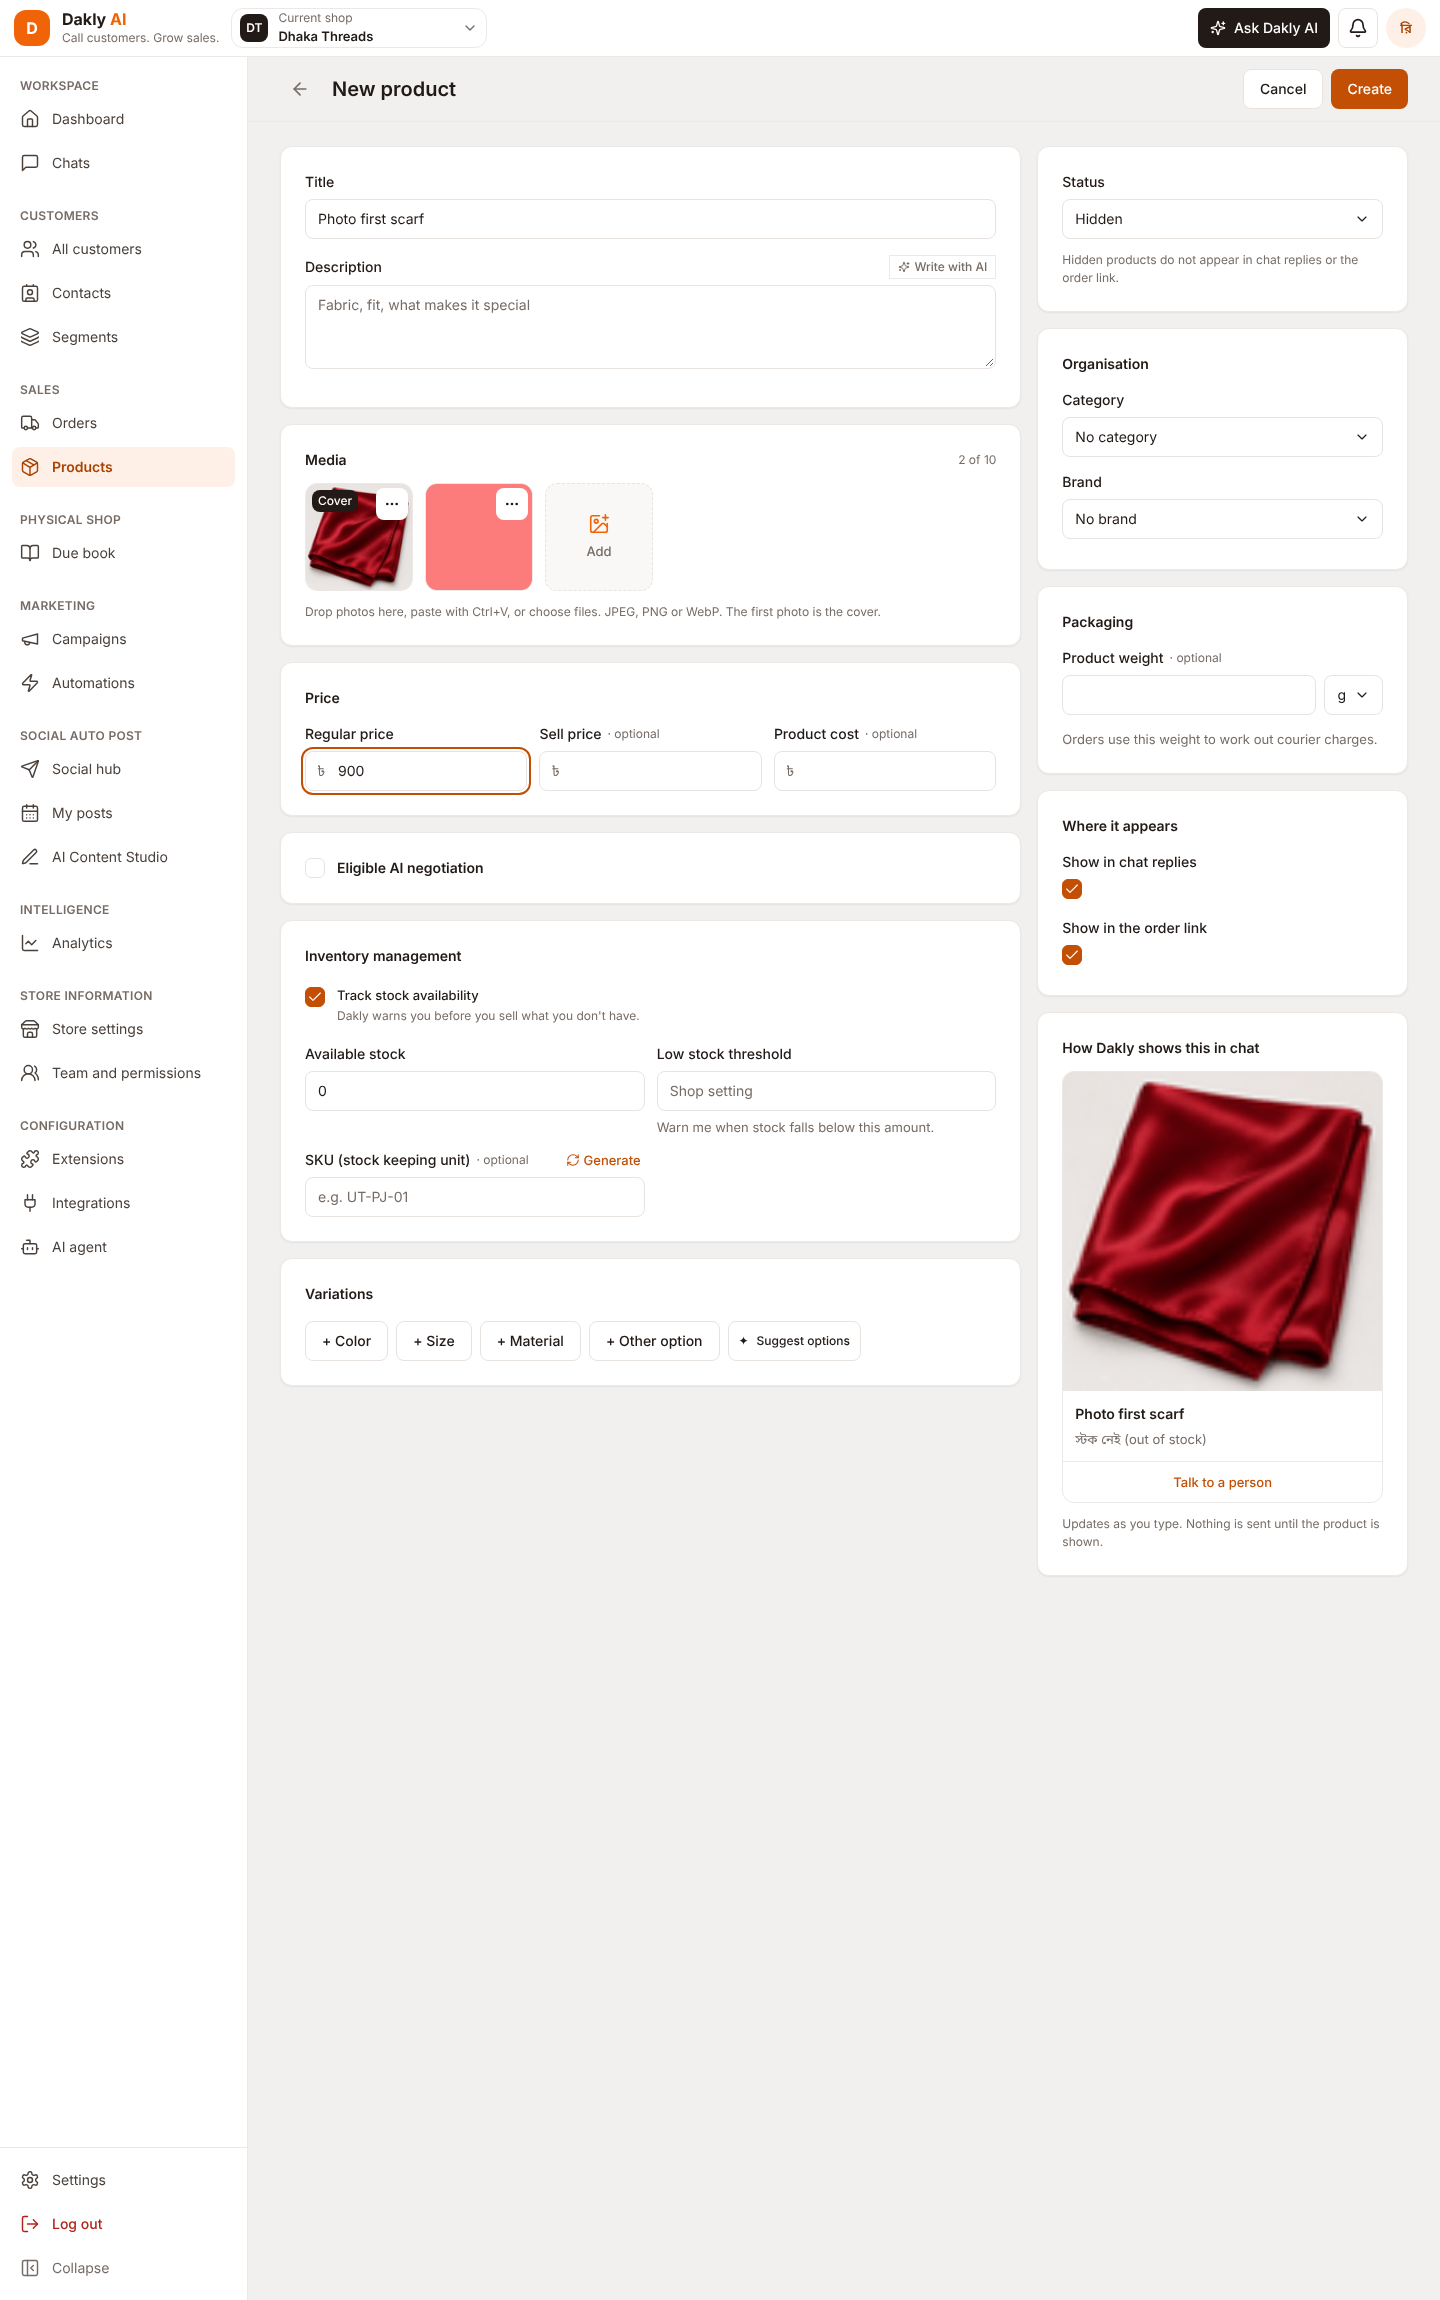 D
Dakly AI
Call customers. Grow sales.
DT
Current shop
Dhaka Threads
Ask Dakly AI
রি
WORKSPACE
Dashboard
Chats
CUSTOMERS
All customers
Contacts
Segments
SALES
Orders
Products
PHYSICAL SHOP
Due book
MARKETING
Campaigns
Automations
SOCIAL AUTO POST
Social hub
My posts
AI Content Studio
INTELLIGENCE
Analytics
STORE INFORMATION
Store settings
Team and permissions
CONFIGURATION
Extensions
Integrations
AI agent
Settings
Log out
Collapse
New product
Cancel
Create
Title
Photo first scarf
Description
Write with AI
Fabric, fit, what makes it special
Media
2 of 10
Cover
Add
Drop photos here, paste with Ctrl+V, or choose files. JPEG, PNG or WebP. The first photo is the cover.
Price
Regular price
৳ 900
Sell price · optional
৳
Product cost · optional
৳
Eligible AI negotiation
Inventory management
Track stock availability
Dakly warns you before you sell what you don't have.
Available stock
0
Low stock threshold
Shop setting
Warn me when stock falls below this amount.
SKU (stock keeping unit) · optional
Generate
e.g. UT-PJ-01
Variations
+ Color
+ Size
+ Material
+ Other option
✦ Suggest options
Status
Hidden
Hidden products do not appear in chat replies or the
order link.
Organisation
Category
No category
Brand
No brand
Packaging
Product weight · optional
g
Orders use this weight to work out courier charges.
Where it appears
Show in chat replies
Show in the order link
How Dakly shows this in chat
Photo first scarf
স্টক নেই (out of stock)
Talk to a person
Updates as you type. Nothing is sent until the product is
shown.